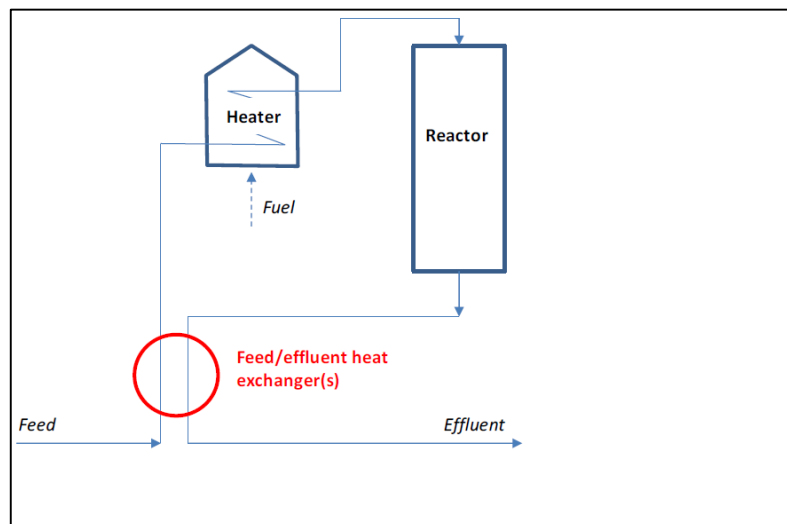 Heater
Reactor
Fuel
Feed/effluent heat
exchanger(s)
Feed
Effluent